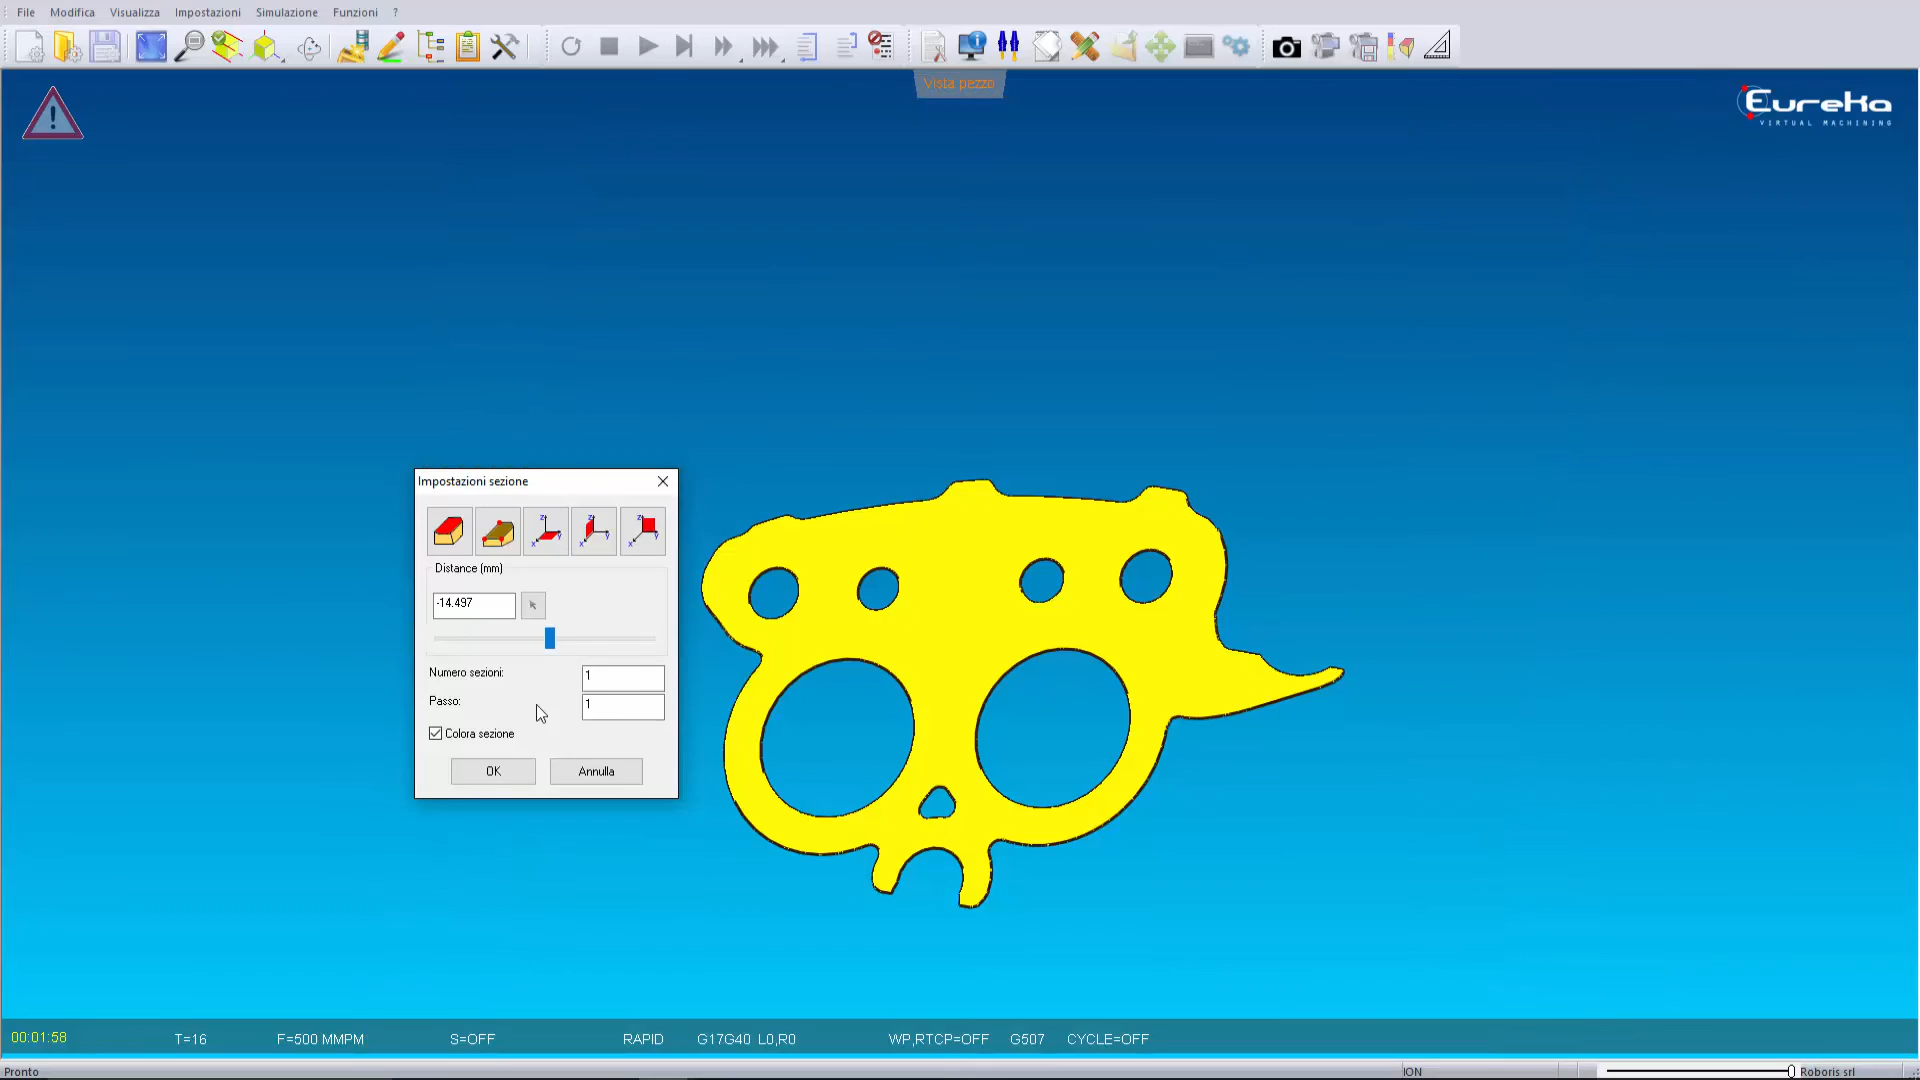 File Modifica Visualizza Impostazioni Simulazione Funzioni ?
Vista pezzo
EureKa
VIRTUAL MACHINING
Impostazioni sezione
Distance (mm)
-14.497
Numero sezioni: 1
Passo: 1
Colora sezione
OK Annulla
00:01:58 T=16 F=500 MMPM S=OFF RAPID G17G40 L0,R0 WP,RTCP=OFF G507 CYCLE=OFF
Pronto ION Roboris srl